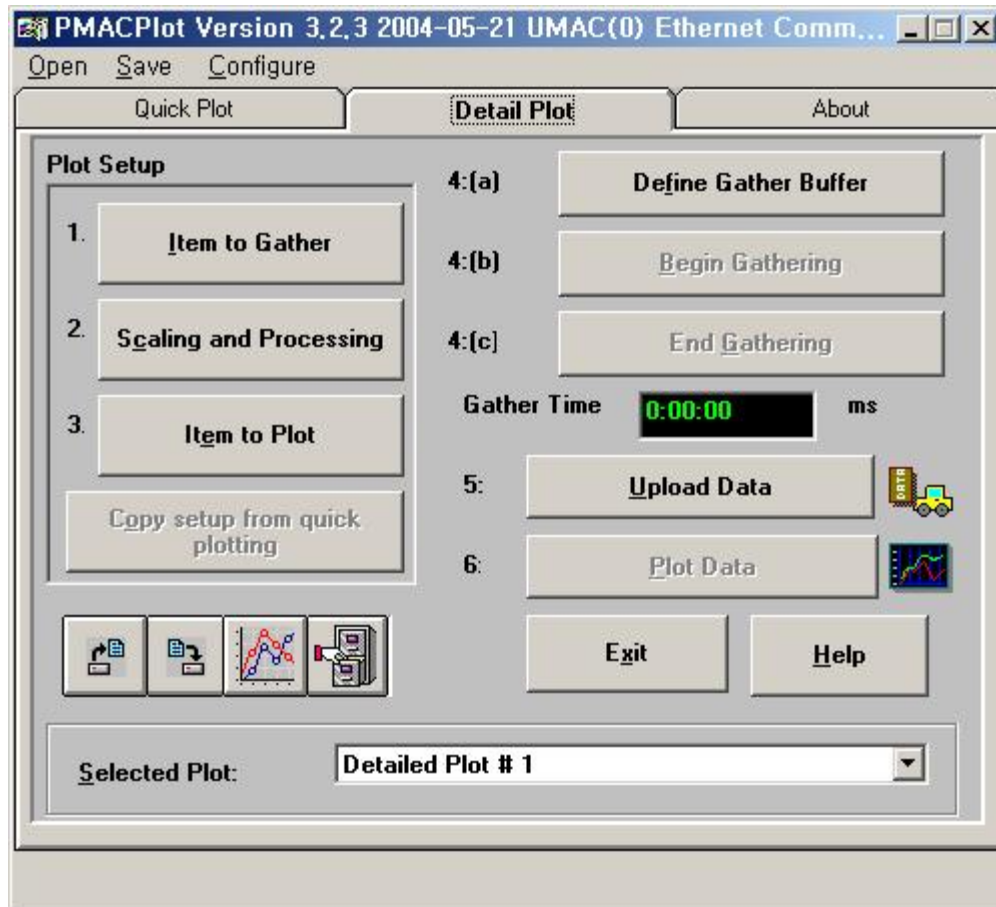 PMACPlot Version 3,2,3 2004-05-21 UMAC(0) Ethernet Comm...
Open Save Configure
Quick Plot Detail Plot About
Plot Setup
1. Item to Gather
2. Scaling and Processing
3. Item to Plot
Copy setup from quick
plotting
4:(a) Define Gather Buffer
4:(b) Begin Gathering
4:(c) End Gathering
Gather Time 0:00:00 ms
5: Upload Data
DATA
6: Plot Data
Exit Help
Selected Plot: Detailed Plot # 1